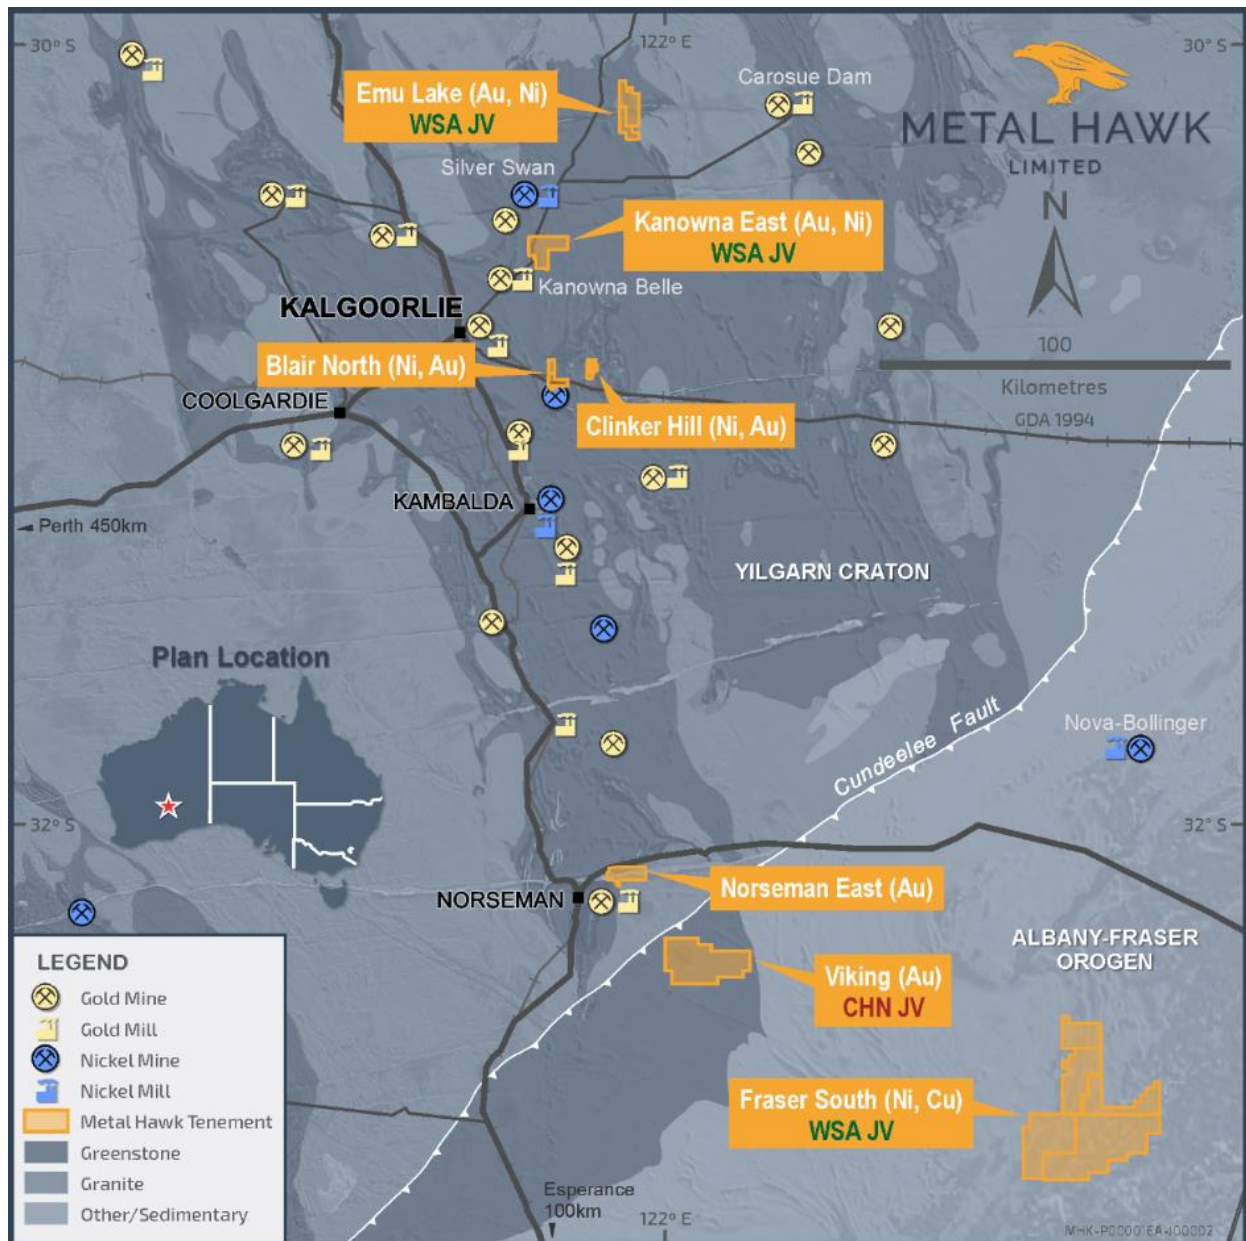 30° S
122° E
30° S
Emu Lake (Au, Ni)
WSA JV
Carosue Dam
METAL HAWK
LIMITED
N
Silver Swan
Kanowna East (Au, Ni)
WSA JV
Kanowna Belle
KALGOORLIE
100
Kilometres
GDA 1994
Blair North (Ni, Au)
COOLGARDIE
Clinker Hill (Ni, Au)
KAMBALDA
Perth 450km
YILGARN CRATON
Plan Location
Cundeelee Fault
Nova-Bollinger
32° S
32° S
NORSEMAN
Norseman East (Au)
ALBANY-FRASER
OROGEN
Viking (Au)
CHN JV
Fraser South (Ni, Cu)
WSA JV
LEGEND
Gold Mine
Gold Mill
Nickel Mine
Nickel Mill
Metal Hawk Tenement
Greenstone
Granite
Other/Sedimentary
Esperance
100km
122° E